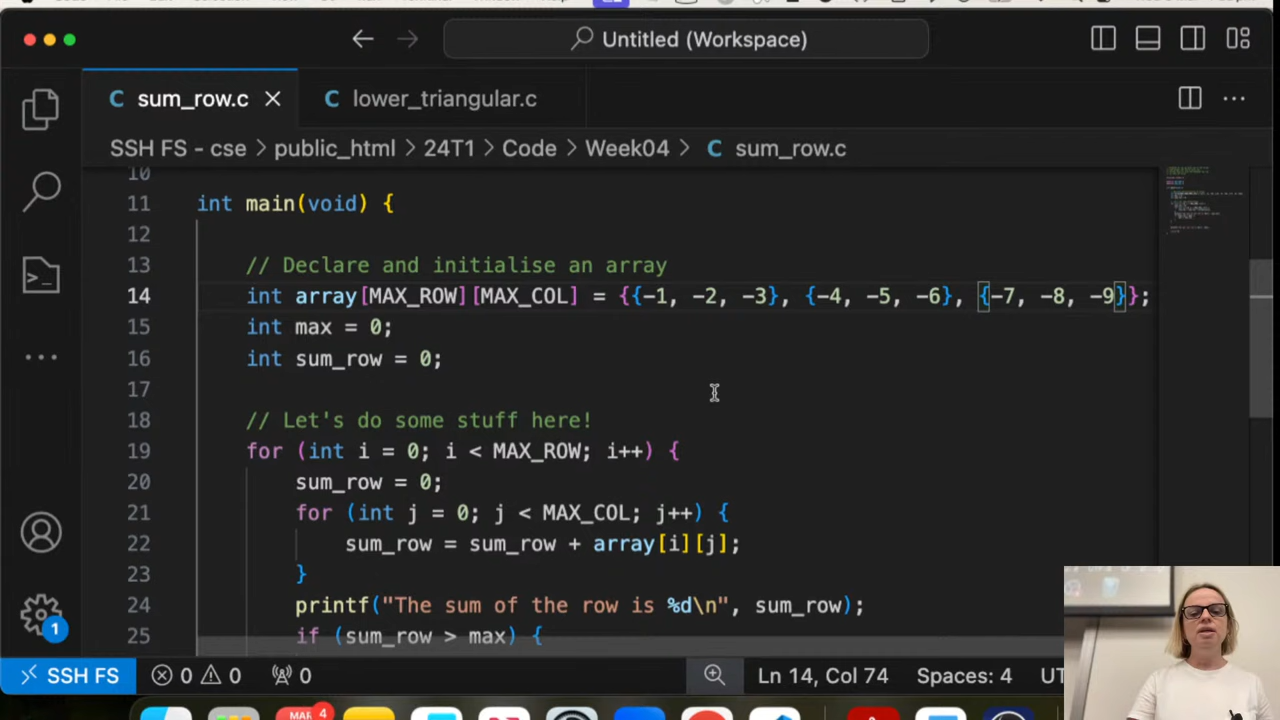 Untitled (Workspace)
sum_row.c
lower_triangular.c
SSH FS - cse > public_html > 24T1 > Code > Week04 > C sum_row.c
10
11 int main(void) {
12
13 // Declare and initialise an array
14 int array[MAX_ROW][MAX_COL] = {{-1, -2, -3}, {-4, -5, -6}, {-7, -8, -9}};
15 int max = 0;
16 int sum_row = 0;
17
18 // Let's do some stuff here!
19 for (int i = 0; i < MAX_ROW; i++) {
20 sum_row = 0;
21 for (int j = 0; j < MAX_COL; j++) {
22 sum_row = sum_row + array[i][j];
23 }
24 printf("The sum of the row is %d\n", sum_row);
25 if (sum_row > max) {
1
SSH FS 0 0 0 Ln 14, Col 74 Spaces: 4
MAR 4